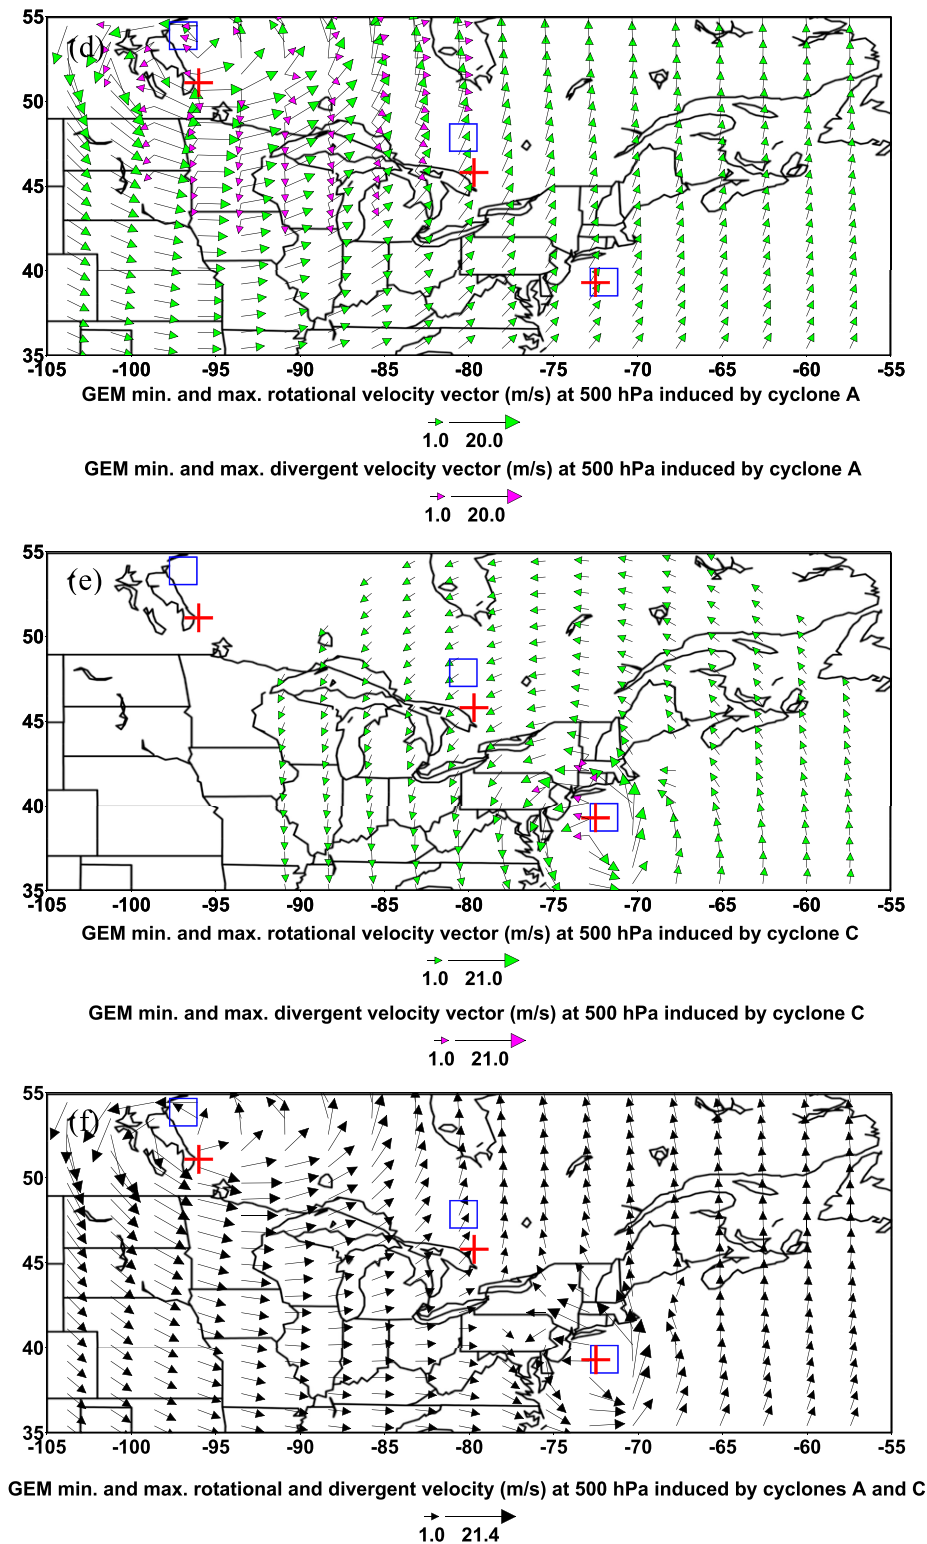 55
(d)
50
45
40
35
-105 -100 -95 -90 -85 -80 -75 -70 -65 -60 -55
GEM min. and max. rotational velocity vector (m/s) at 500 hPa induced by cyclone A
1.0 20.0
GEM min. and max. divergent velocity vector (m/s) at 500 hPa induced by cyclone A
1.0 20.0
55
(e)
50
45
40
35
-105 -100 -95 -90 -85 -80 -75 -70 -65 -60 -55
GEM min. and max. rotational velocity vector (m/s) at 500 hPa induced by cyclone C
1.0 21.0
GEM min. and max. divergent velocity vector (m/s) at 500 hPa induced by cyclone C
1.0 21.0
55
(f)
50
45
40
35
-105 -100 -95 -90 -85 -80 -75 -70 -65 -60 -55
GEM min. and max. rotational and divergent velocity (m/s) at 500 hPa induced by cyclones A and C
1.0 21.4